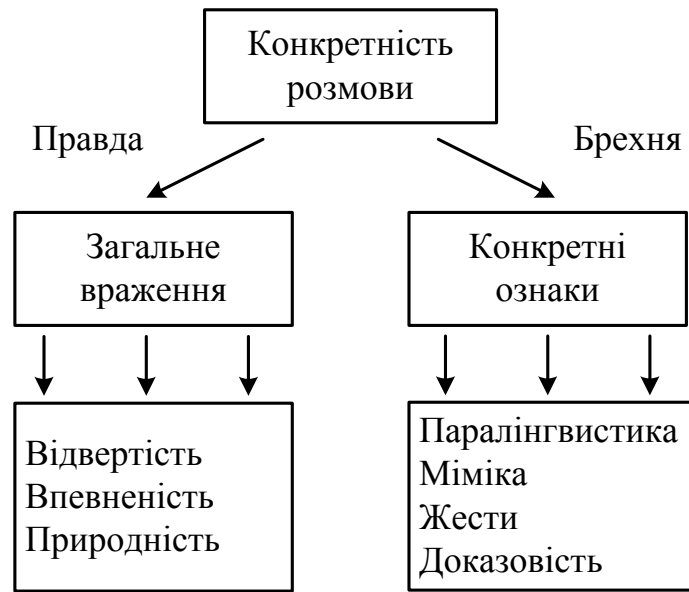 Конкретність
розмови
Правда
Брехня
Загальне
враження
Конкретні
ознаки
Відвертість
Впевненість
Природність
Паралінгвистика
Міміка
Жести
Доказовість